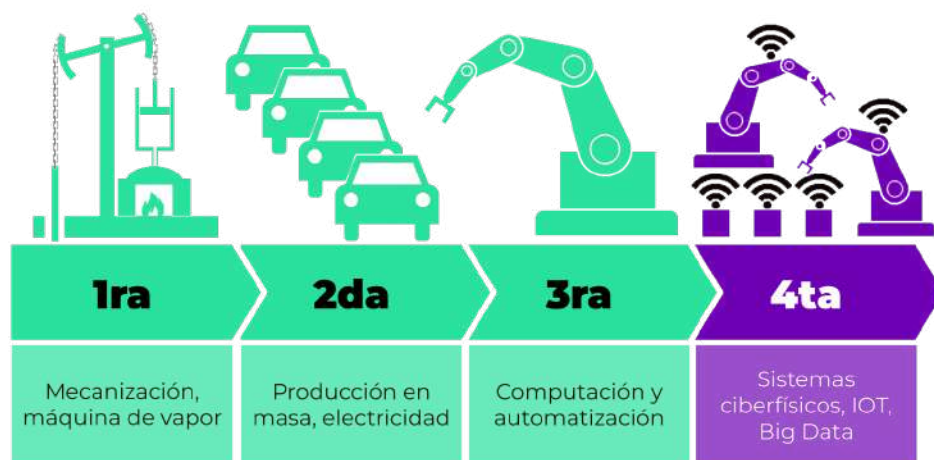 1ra
2da
3ra
4ta
Mecanización,
máquina de vapor
Producción en
masa, electricidad
Computación y
automatización
Sistemas
ciberfísicos, IOT,
Big Data